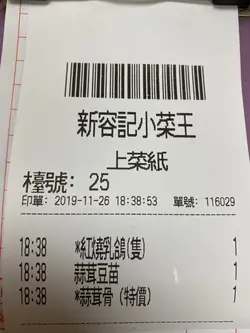 新容記小菜王
上菜紙
檯號: 25
印單: 2019-11-26 18:38:53 單號: 116029
18:38 *紅燒乳鴿(隻) 1
18:38 蒜茸豆苗 1
18:38 *蒜茸骨(特價) 1